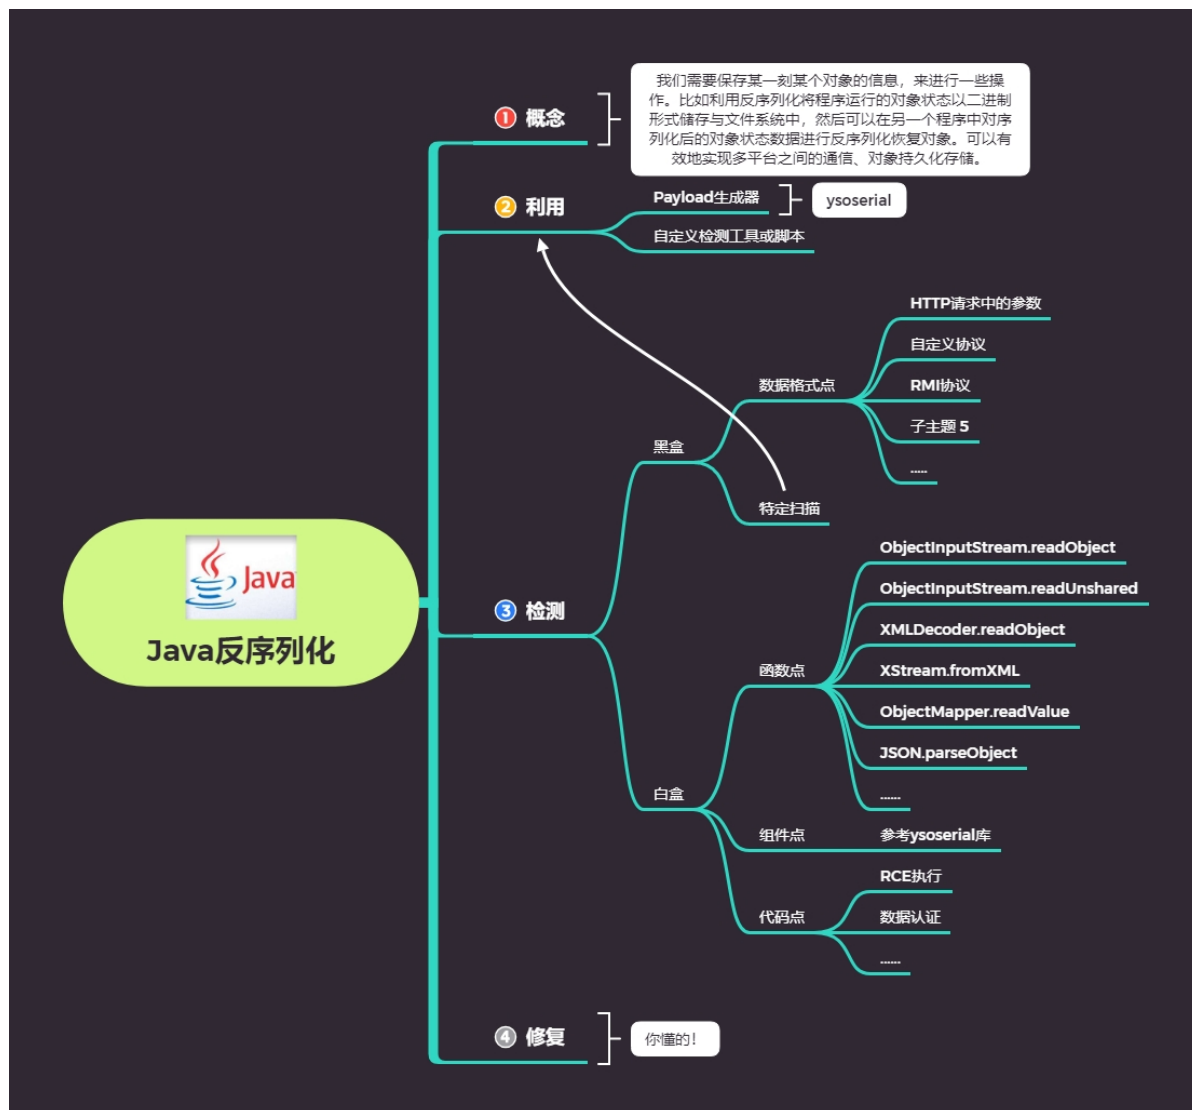 ① 概念
我们需要保存某一刻某个对象的信息，来进行一些操
作。比如利用反序列化将程序运行的对象状态以二进制
形式储存与文件系统中，然后可以在另一个程序中对序
列化后的对象状态数据进行反序列化恢复对象。可以有
效地实现多平台之间的通信、对象持久化存储。
② 利用
Payload生成器
ysoserial
自定义检测工具或脚本
Java
Java反序列化
③ 检测
黑盒
数据格式点
HTTP请求中的参数
自定义协议
RMI协议
子主题 5
.....
特定扫描
白盒
函数点
ObjectInputStream.readObject
ObjectInputStream.readUnshared
XMLDecoder.readObject
XStream.fromXML
ObjectMapper.readValue
JSON.parseObject
......
组件点
参考ysoserial库
代码点
RCE执行
数据认证
......
④ 修复
你懂的！